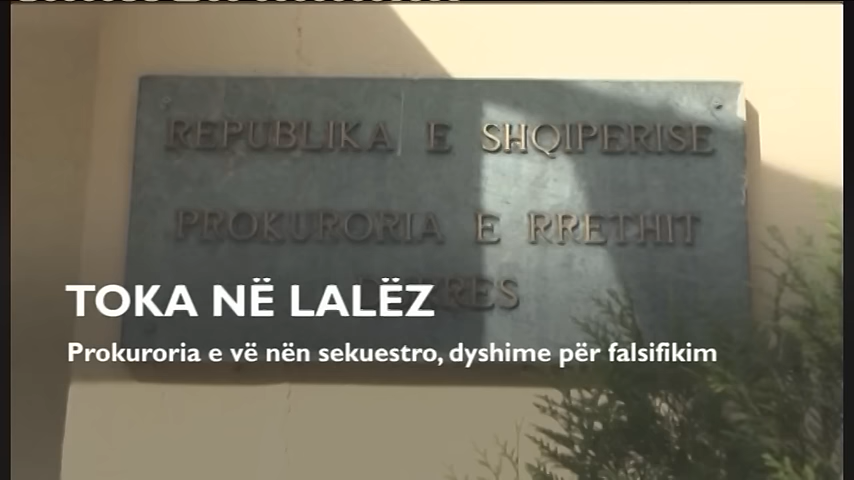 REPUBLIKA E SHQIPERISE
PROKURORIA E RRETHIT
TOKA NË LALËZ
Prokuroria e vë nën sekuestro, dyshime për falsifikim